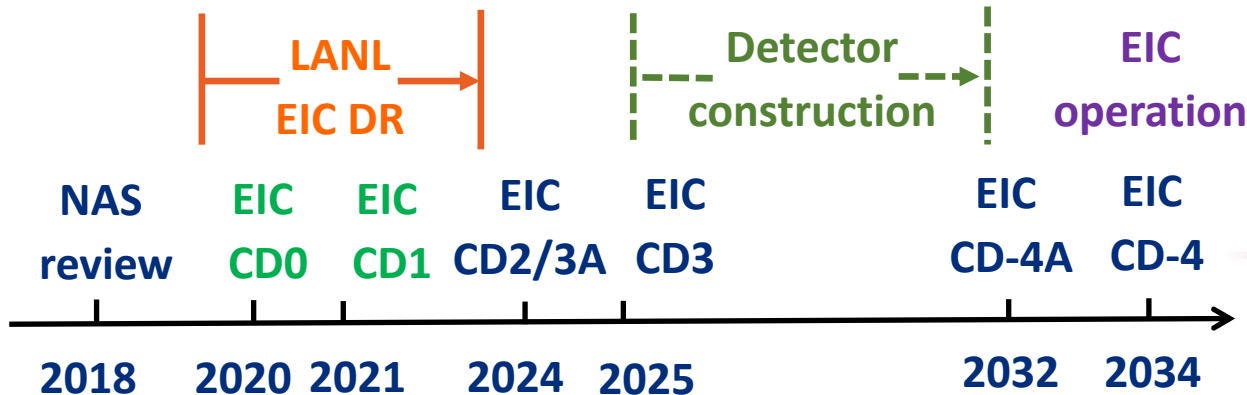 LANL
EIC DR
Detector
construction
EIC
operation
NAS
review
EIC
CD0
EIC
CD1
EIC
CD2/3A
EIC
CD3
EIC
CD-4A
EIC
CD-4
2018
2020
2021
2024
2025
2032
2034